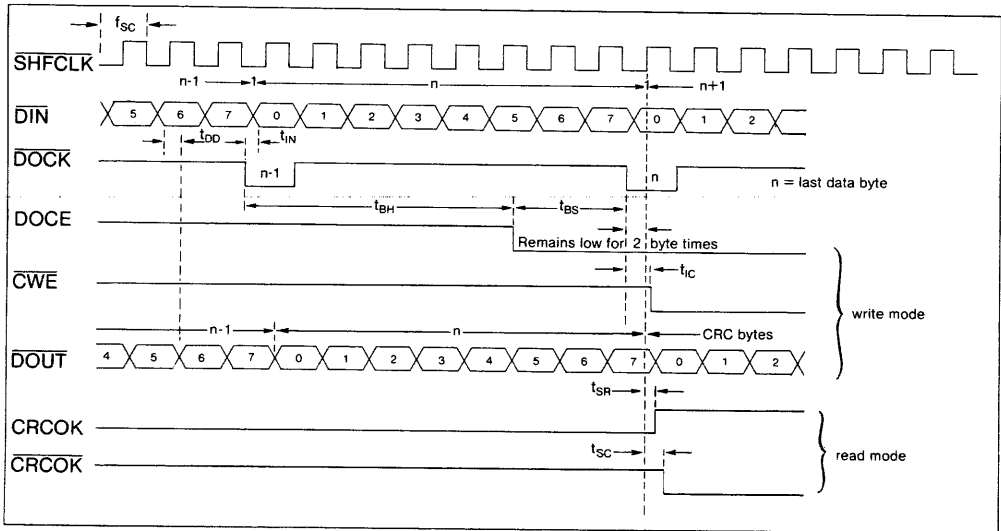 fSC
SHFCLK
n-1 1 n 1 n+1
DIN 5 6 7 0 1 2 3 4 5 6 7 0 1 2
tDD tIN
DOCK n-1 n
n = last data byte
tBH tBS
DOCE
Remains low for 2 byte times
CWE tIC
write mode
n-1 n CRC bytes
DOUT 4 5 6 7 0 1 2 3 4 5 6 7 0 1 2
tSR
CRCOK
tSC
read mode
CRCOK